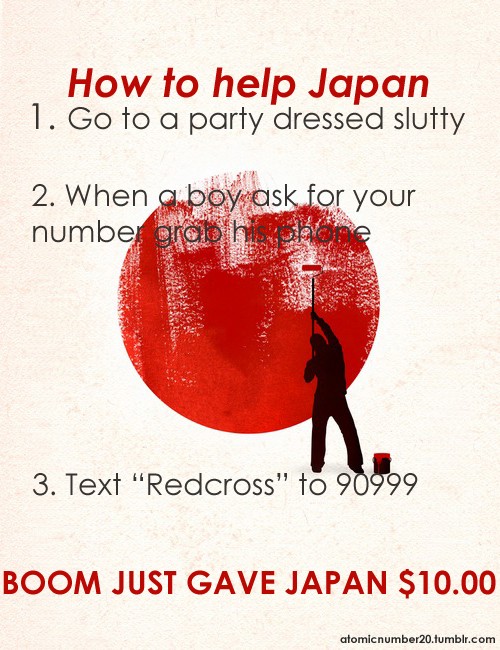 How to help Japan
1. Go to a party dressed slutty
2. When a boy ask for your
number grab his phone
3. Text “Redcross” to 90999
BOOM JUST GAVE JAPAN $10.00
atomicnumber20.tumblr.com